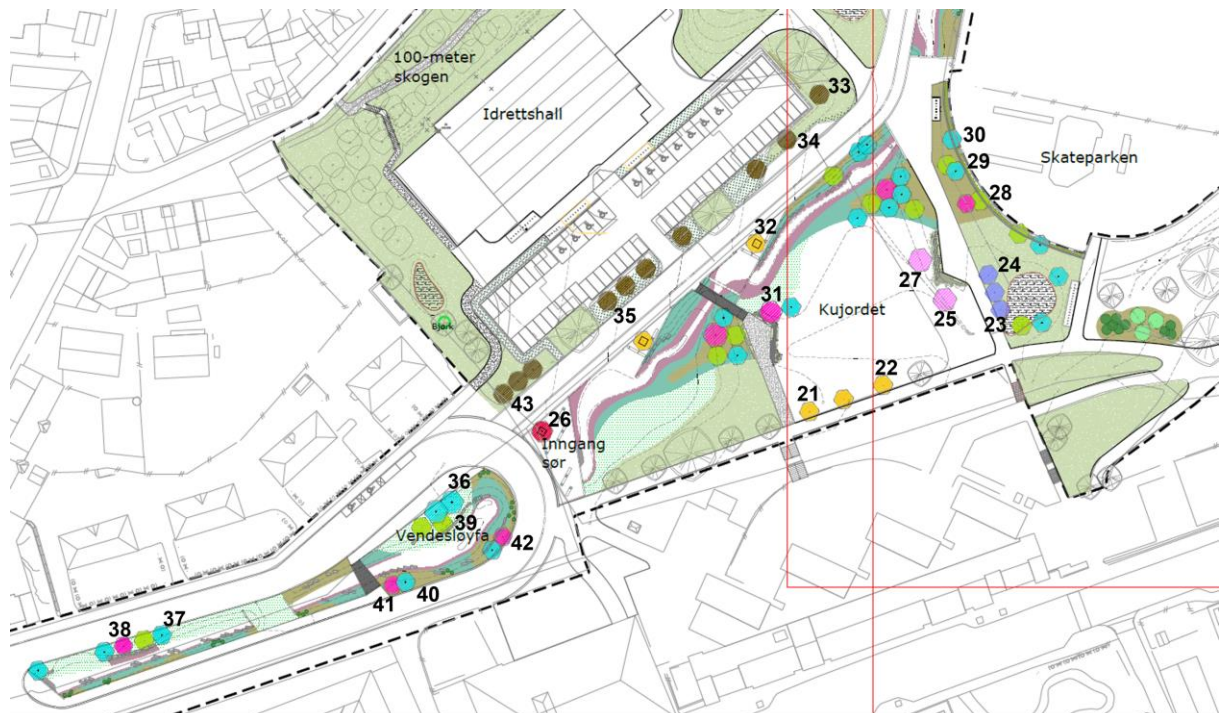 100-meter
skogen
Idrettshall
33
34
30
29
28
Skateparken
32
27
24
31
Kujordet
25
23
35
Bjørk
22
21
43
26
Inngang
sør
36
39
Vendesløyfa
42
41
40
38
37